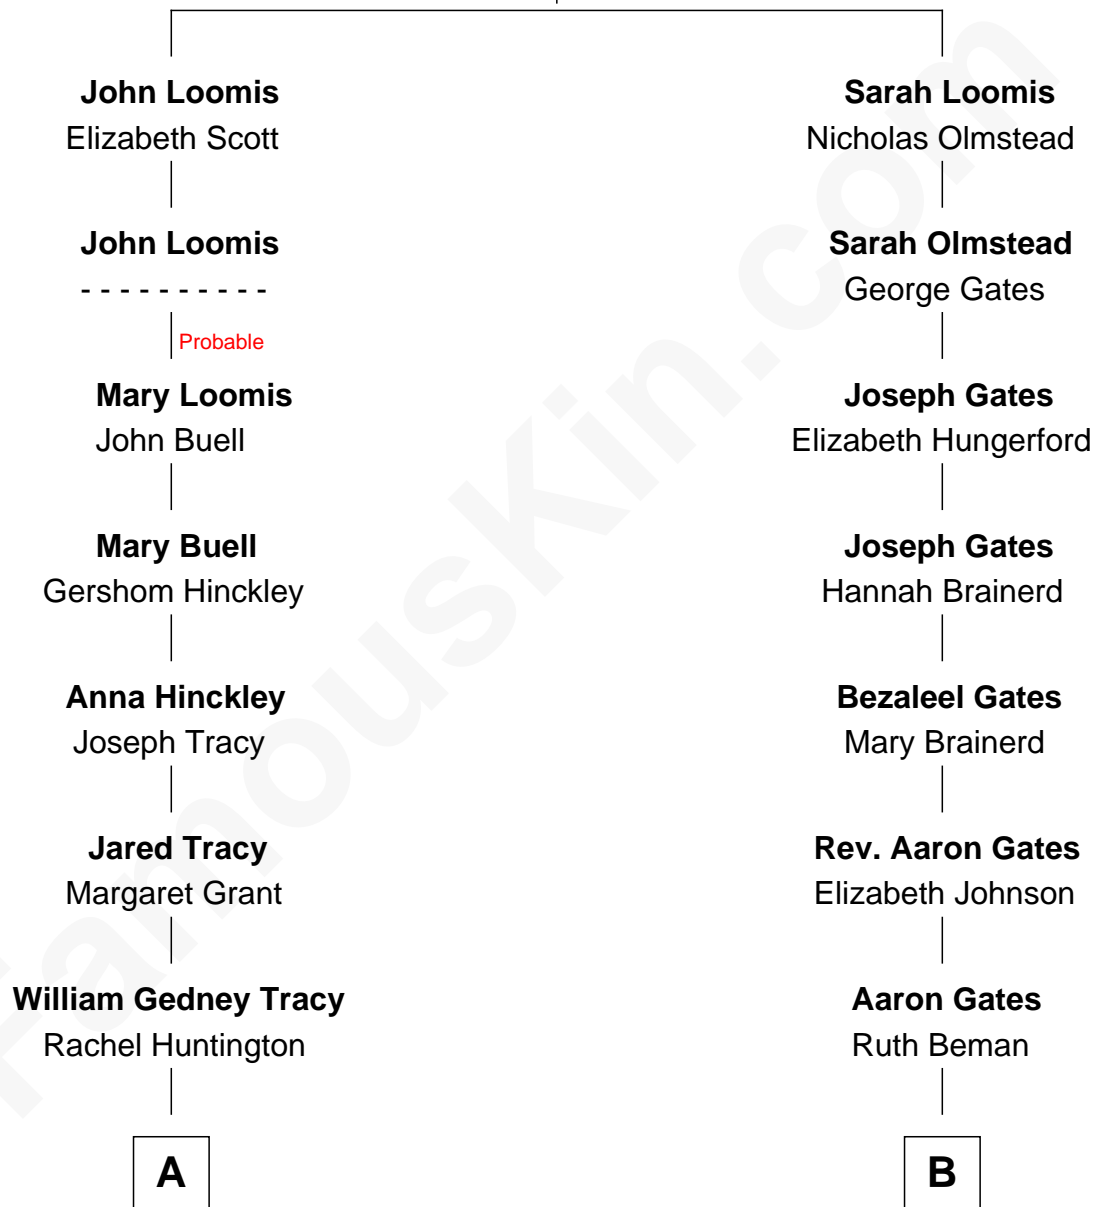 John Loomis
Elizabeth Scott
Sarah Loomis
Nicholas Olmstead
John Loomis
- - - - - - - - - -
Sarah Olmstead
George Gates
Probable
Mary Loomis
John Buell
Joseph Gates
Elizabeth Hungerford
Mary Buell
Gershom Hinckley
Joseph Gates
Hannah Brainerd
Anna Hinckley
Joseph Tracy
Bezaleel Gates
Mary Brainerd
Jared Tracy
Margaret Grant
Rev. Aaron Gates
Elizabeth Johnson
William Gedney Tracy
Rachel Huntington
Aaron Gates
Ruth Beman
A
B
FamousKin.com